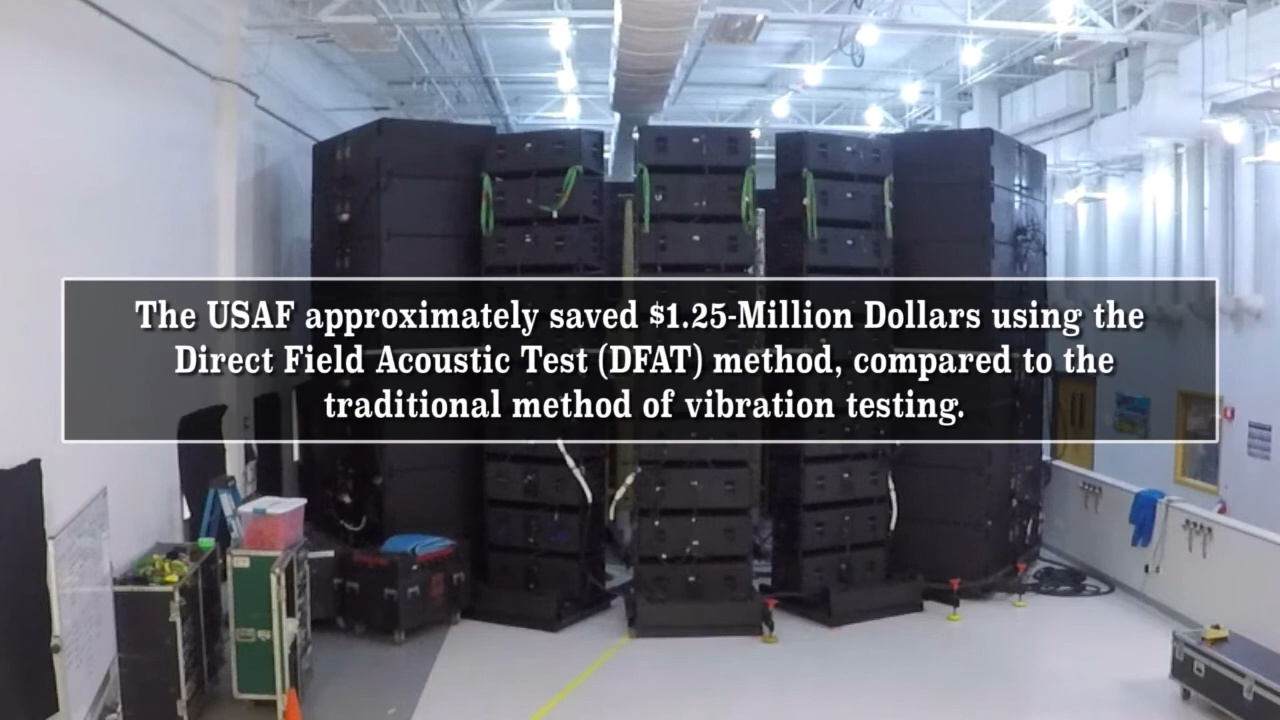 The USAF approximately saved $1.25-Million Dollars using the
Direct Field Acoustic Test (DFAT) method, compared to the
traditional method of vibration testing.